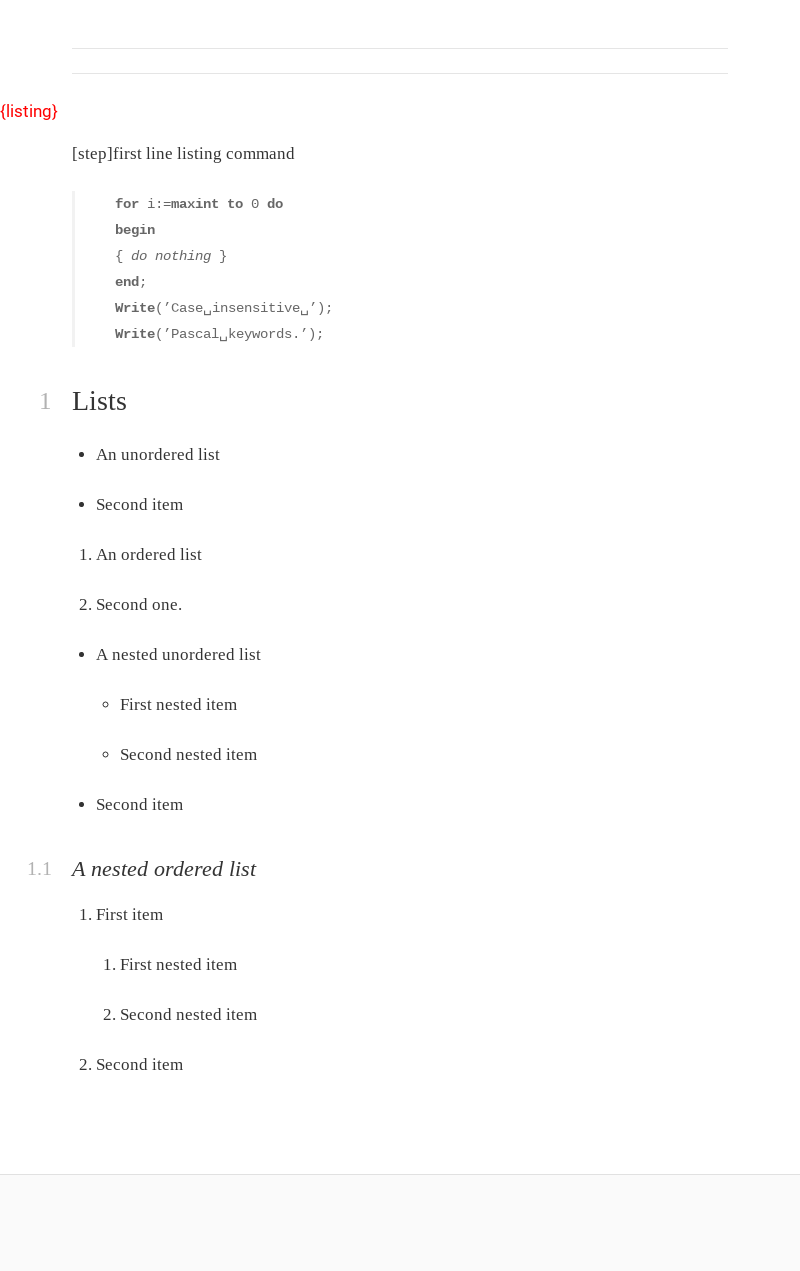 {listing}
[step]first line listing command
for i:=maxint to 0 do
begin
{ do nothing }
end;
Write(’Case␣insensitive␣’);
Write(’Pascal␣keywords.’);
1 Lists
• An unordered list
• Second item
1. An ordered list
2. Second one.
• A nested unordered list
◦ First nested item
◦ Second nested item
• Second item
1.1 A nested ordered list
1. First item
1. First nested item
2. Second nested item
2. Second item